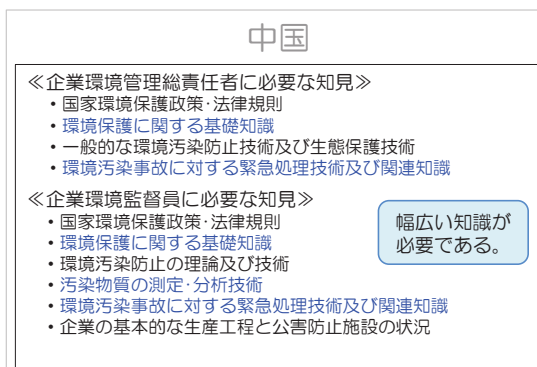 中国
≪企業環境管理総責任者に必要な知見≫
・国家環境保護政策・法律規則
・環境保護に関する基礎知識
・一般的な環境汚染防止技術及び生態保護技術
・環境汚染事故に対する緊急処理技術及び関連知識
≪企業環境監督員に必要な知見≫
・国家環境保護政策・法律規則
・環境保護に関する基礎知識
・環境汚染防止の理論及び技術
・汚染物質の測定・分析技術
・環境汚染事故に対する緊急処理技術及び関連知識
・企業の基本的な生産工程と公害防止施設の状況
幅広い知識が
必要である。